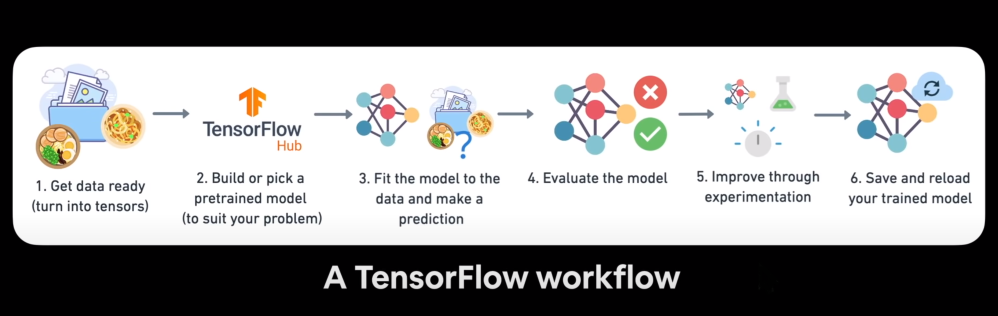 TensorFlow
Hub
1. Get data ready
(turn into tensors)
2. Build or pick a
pretrained model
(to suit your problem)
3. Fit the model to the
data and make a
prediction
?
4. Evaluate the model
5. Improve through
experimentation
6. Save and reload
your trained model
A TensorFlow workflow